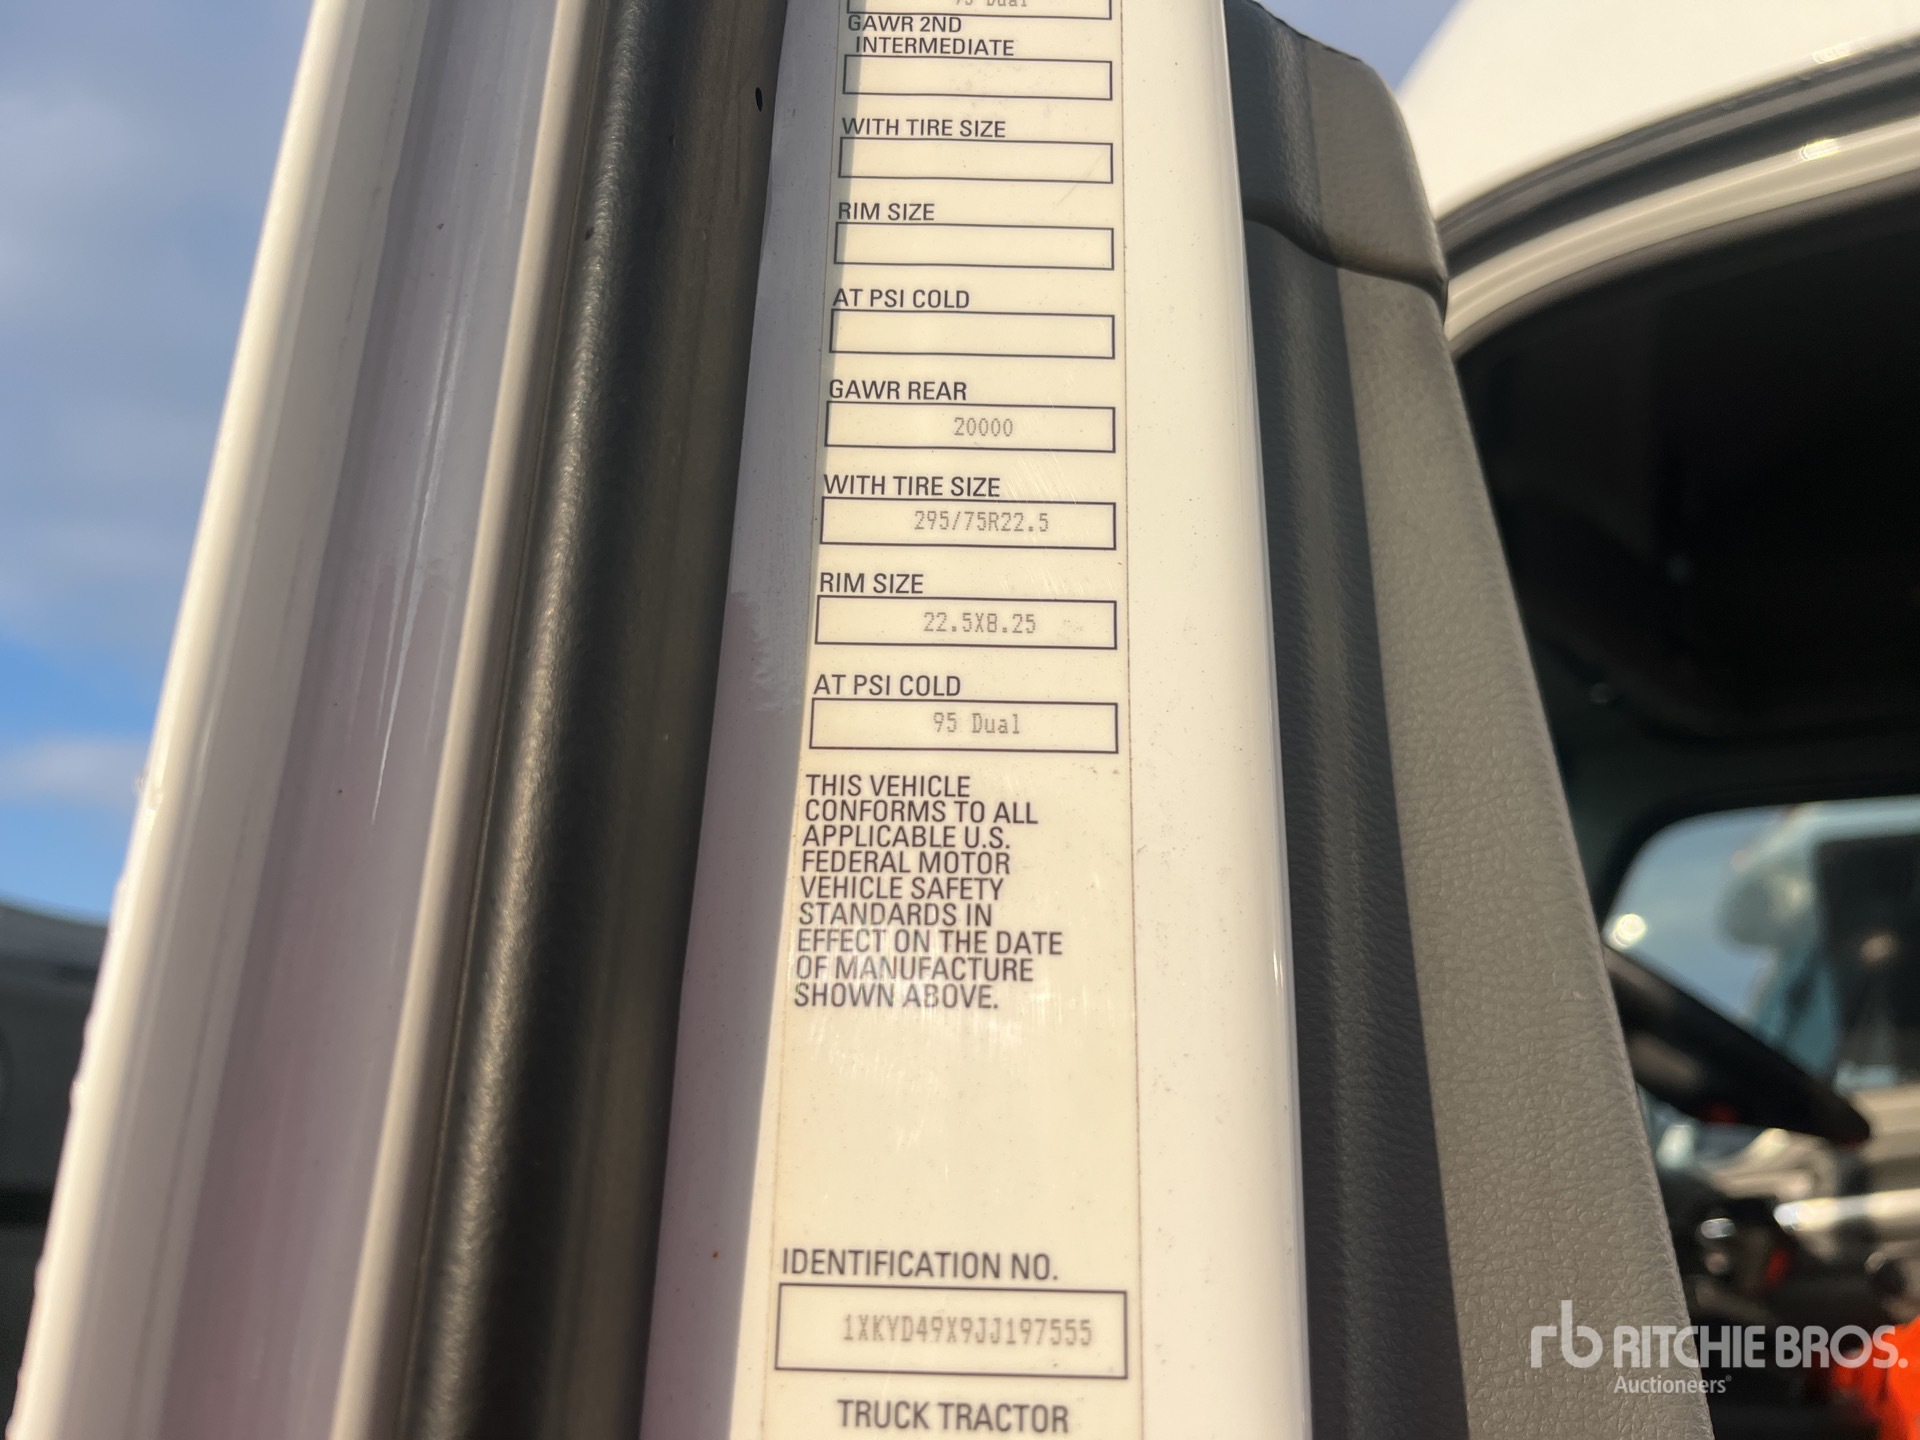 75 Dual
GAWR 2ND
INTERMEDIATE
WITH TIRE SIZE
RIM SIZE
AT PSI COLD
GAWR REAR
20000
WITH TIRE SIZE
295/75R22.5
RIM SIZE
22.5X8.25
AT PSI COLD
95 Dual
THIS VEHICLE
CONFORMS TO ALL
APPLICABLE U.S.
FEDERAL MOTOR
VEHICLE SAFETY
STANDARDS IN
EFFECT ON THE DATE
OF MANUFACTURE
SHOWN ABOVE.
IDENTIFICATION NO.
1XKYD49X9JJ197555
TRUCK TRACTOR
rb RITCHIE BROS.
Auctioneers